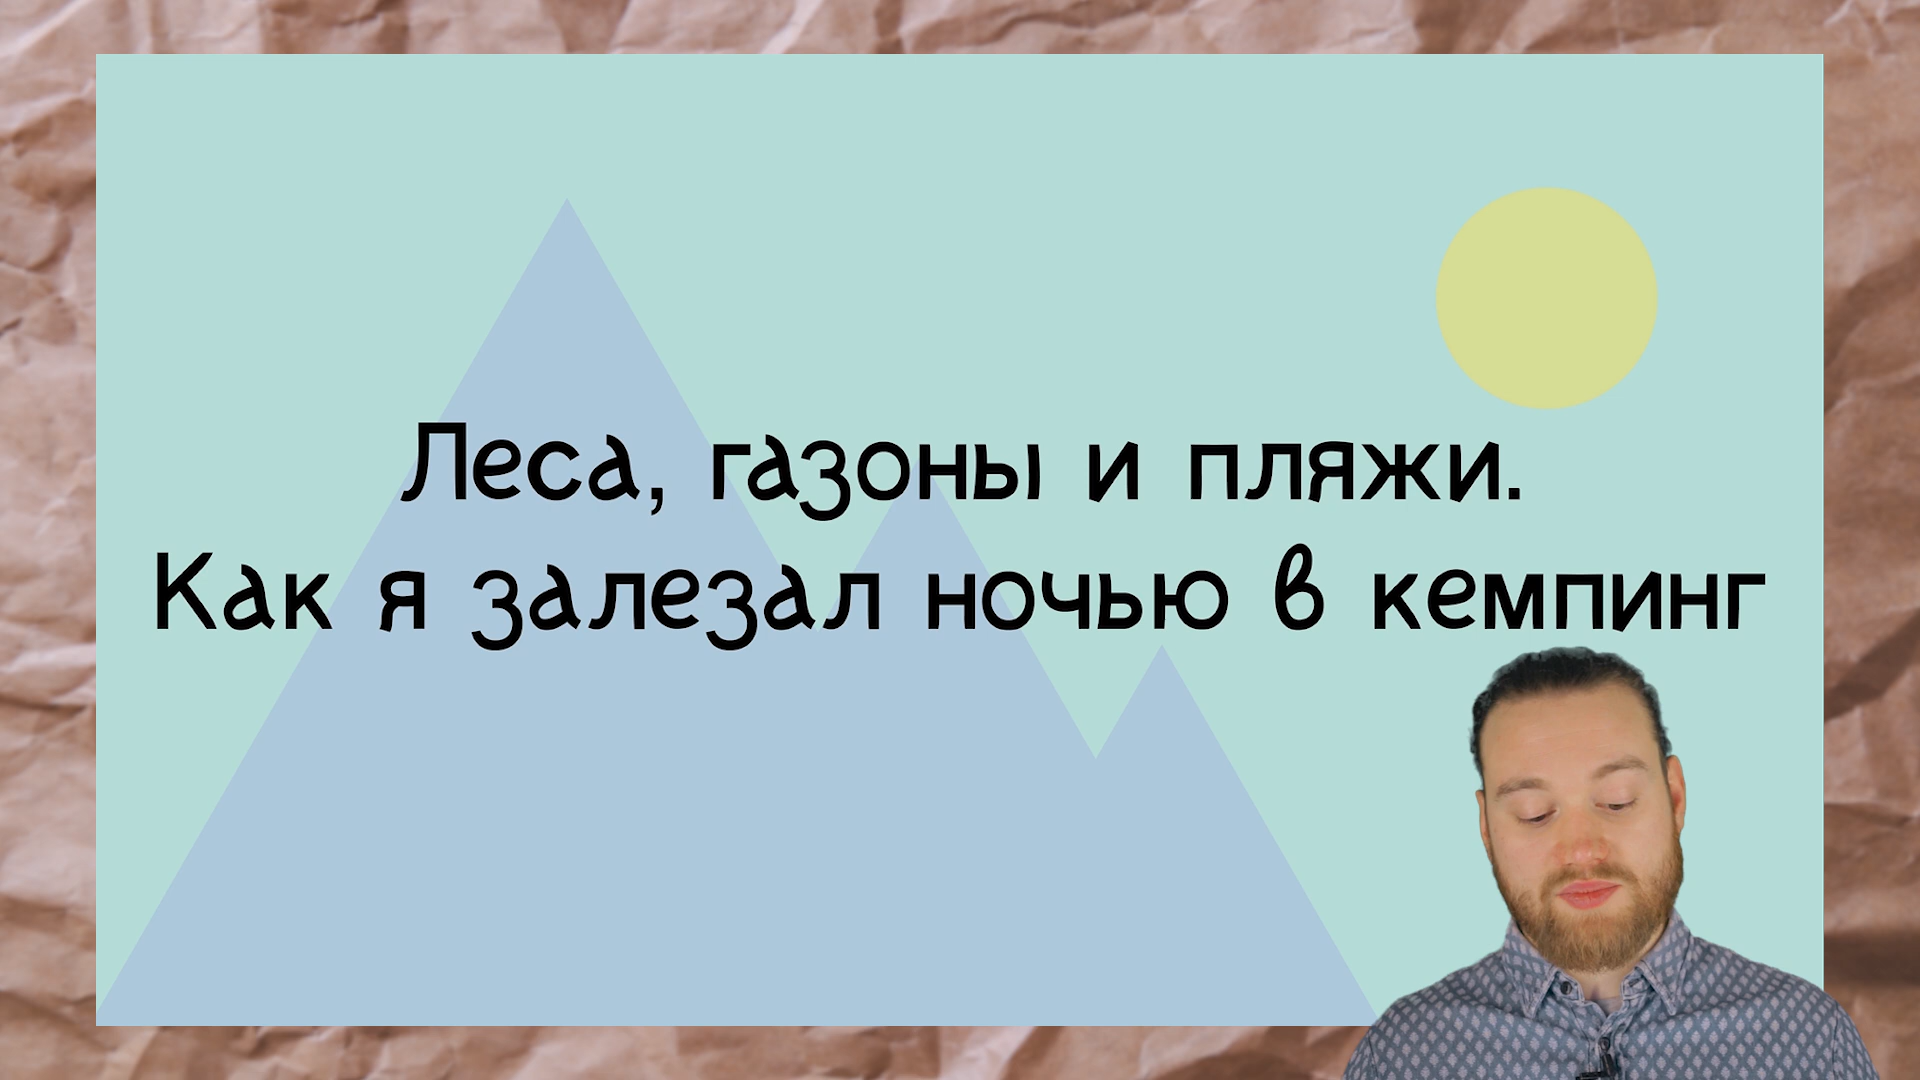 Леса, газоны и пляжи.
Как я залезал ночью в кемпинг